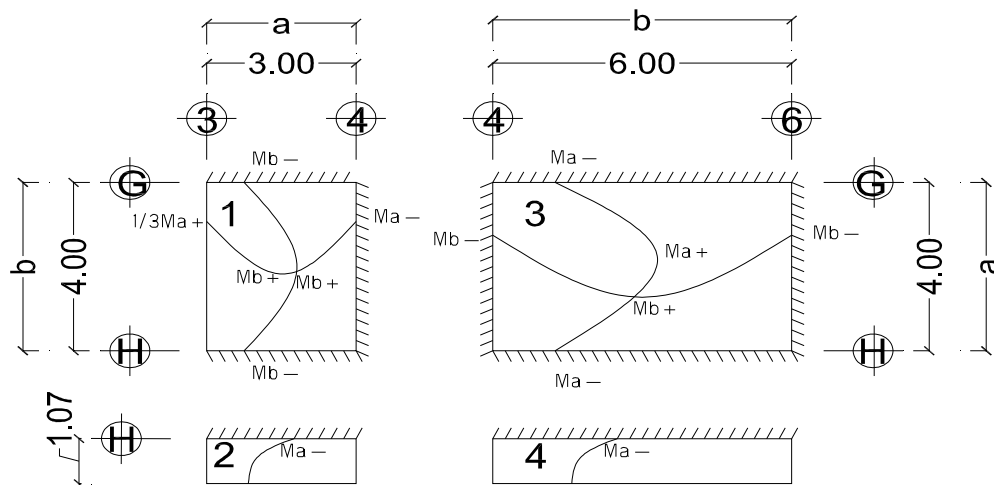 a
b
3.00
6.00
3
4
4
6
Mb –
Ma –
G
G
1
3
1/3Ma +
Ma –
Mb –
Mb –
Ma +
b
4.00
Mb +
Mb +
Mb +
4.00
a
H
H
Mb –
Ma –
1.07
H
2
Ma –
4
Ma –